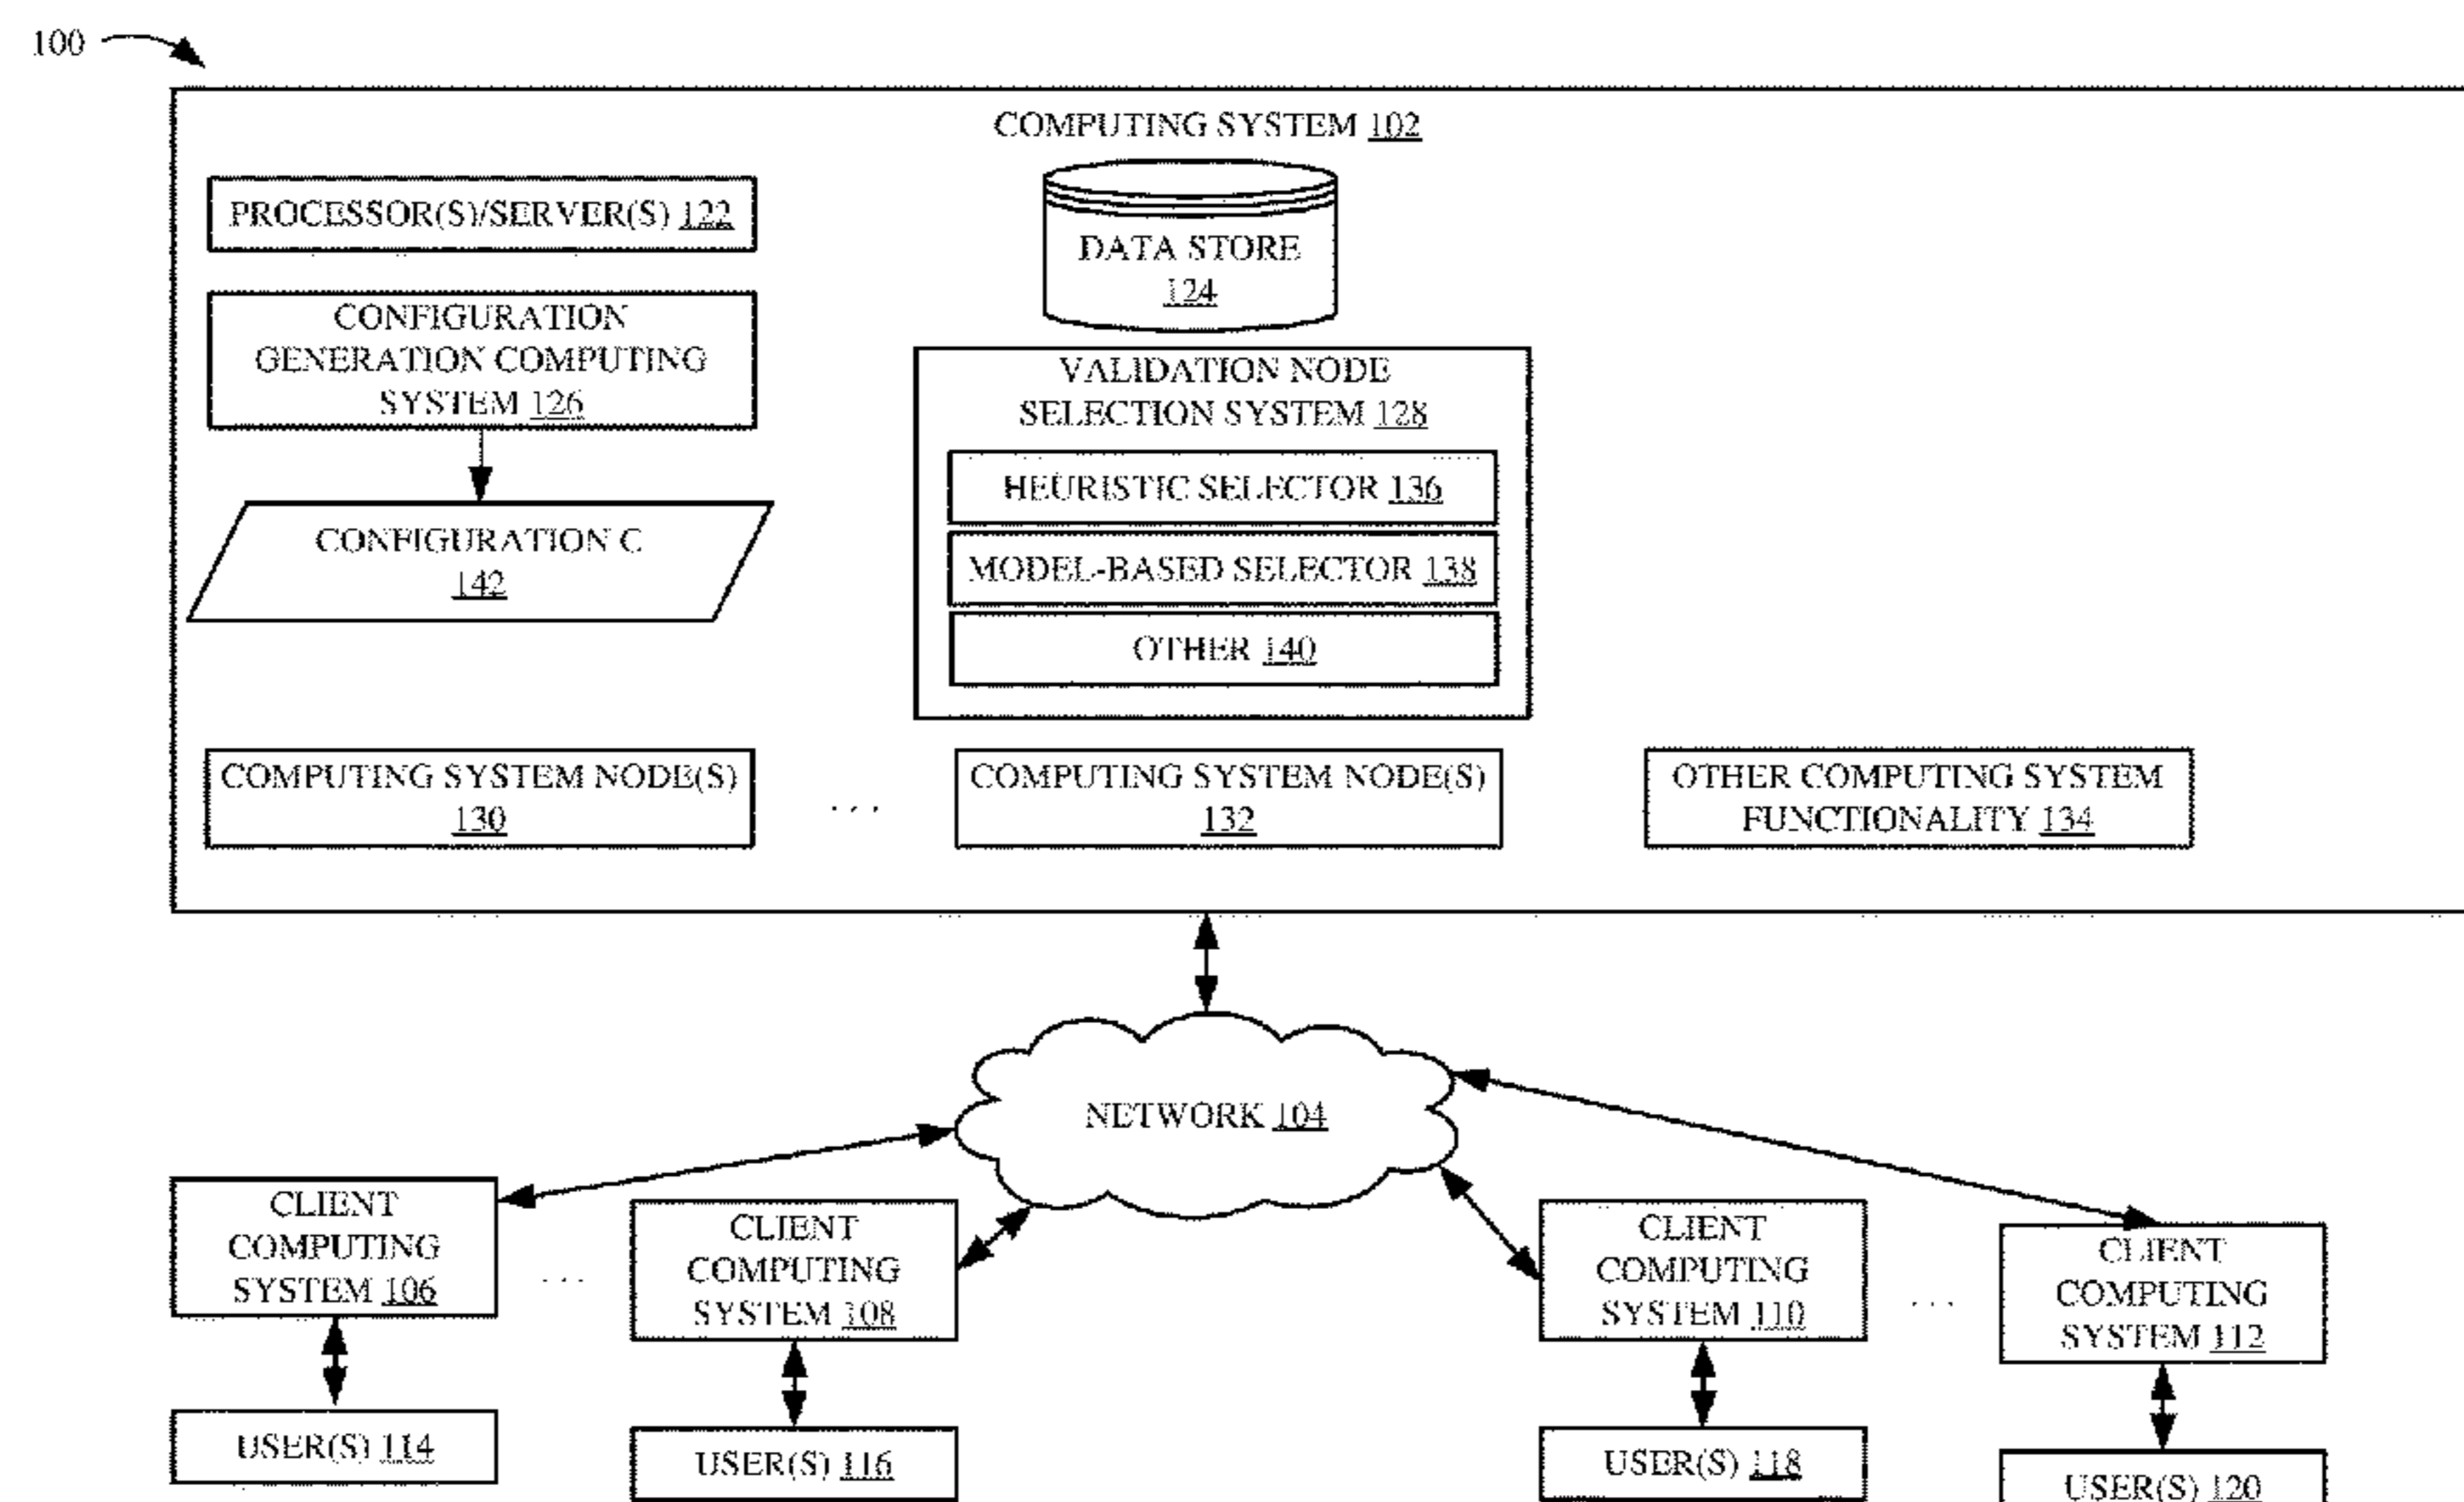 100
COMPUTING SYSTEM 102
PROCESSOR(S)/SERVER(S) 122
DATA STORE
124
CONFIGURATION
GENERATION COMPUTING
SYSTEM 126
VALIDATION NODE
SELECTION SYSTEM 128
HEURISTIC SELECTOR 136
MODEL-BASED SELECTOR 138
OTHER 140
CONFIGURATION C
142
COMPUTING SYSTEM NODE(S)
130
...
COMPUTING SYSTEM NODE(S)
132
OTHER COMPUTING SYSTEM
FUNCTIONALITY 134
NETWORK 104
CLIENT
COMPUTING
SYSTEM 106
...
CLIENT
COMPUTING
SYSTEM 108
CLIENT
COMPUTING
SYSTEM 110
...
CLIENT
COMPUTING
SYSTEM 112
USER(S) 114
USER(S) 116
USER(S) 118
USER(S) 120